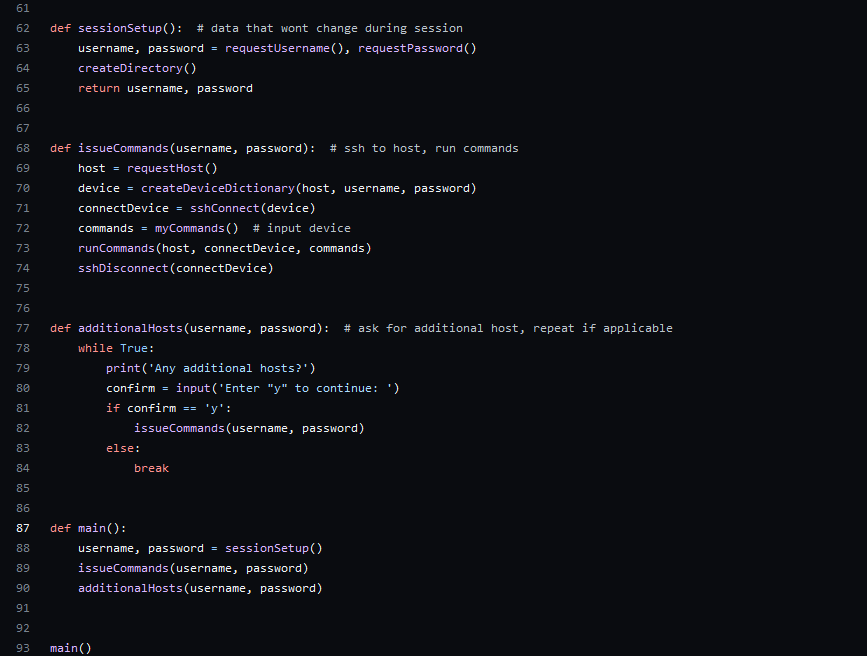 61
62 def sessionSetup():  # data that wont change during session
63     username, password = requestUsername(), requestPassword()
64     createDirectory()
65     return username, password
66
67
68 def issueCommands(username, password):  # ssh to host, run commands
69     host = requestHost()
70     device = createDeviceDictionary(host, username, password)
71     connectDevice = sshConnect(device)
72     commands = myCommands()  # input device
73     runCommands(host, connectDevice, commands)
74     sshDisconnect(connectDevice)
75
76
77 def additionalHosts(username, password):  # ask for additional host, repeat if applicable
78     while True:
79         print('Any additional hosts?')
80         confirm = input('Enter "y" to continue: ')
81         if confirm == 'y':
82             issueCommands(username, password)
83         else:
84             break
85
86
87 def main():
88     username, password = sessionSetup()
89     issueCommands(username, password)
90     additionalHosts(username, password)
91
92
93 main()